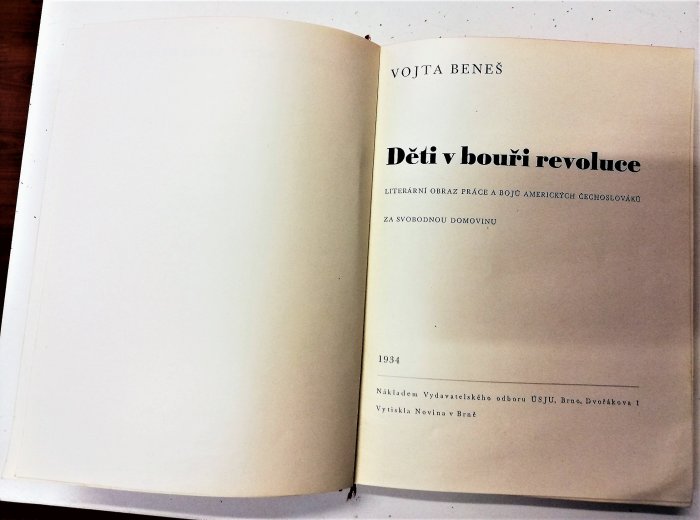 VOJTA BENEŠ
Děti v bouři revoluce
LITERÁRNÍ OBRAZ PRÁCE A BOJŮ AMERICKÝCH ČECHOSLOVÁKŮ
ZA SVOBODNOU DOMOVINU
1934
Nákladem Vydavatelského odboru ÚSJU, Brno, Dvořákova 1
Vytiskla Novina v Brně